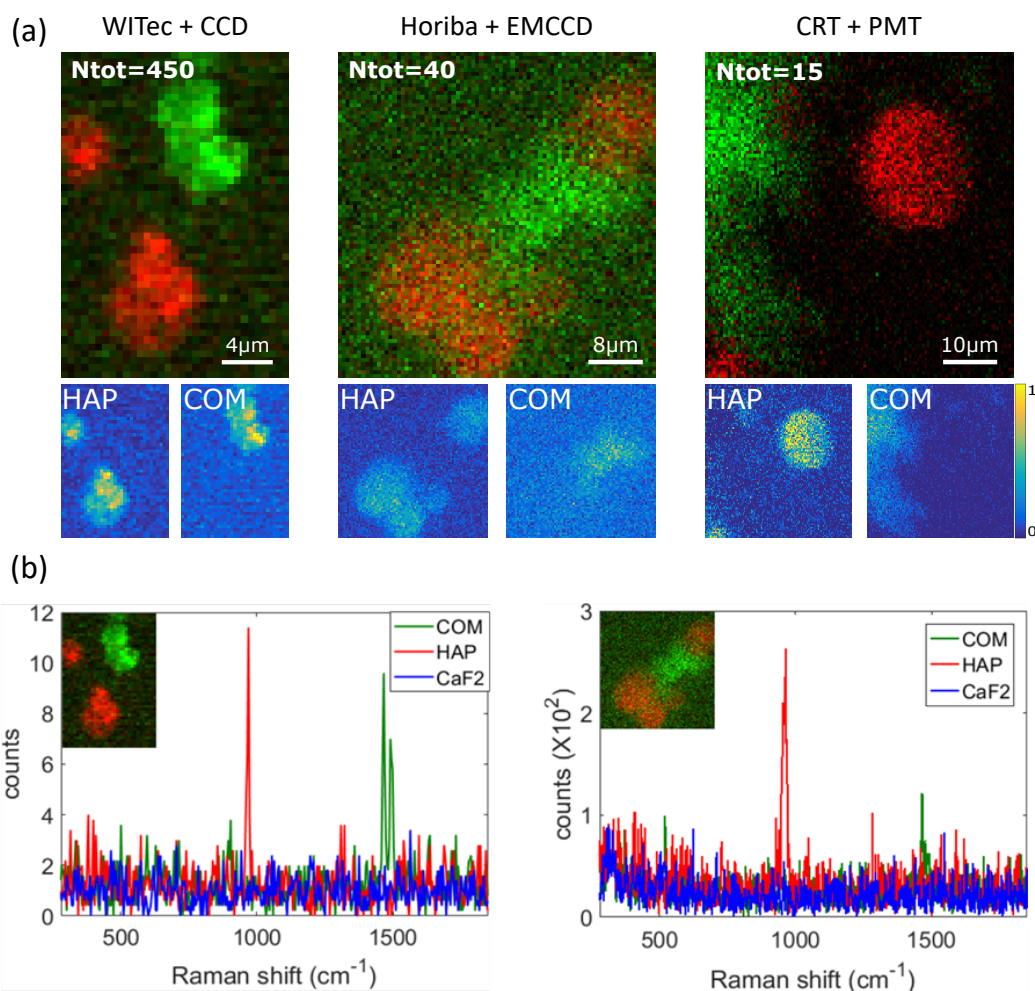 (a)
WITec + CCD
Horiba + EMCCD
CRT + PMT
Ntot=450
Ntot=40
Ntot=15
4µm
8µm
10µm
HAP
COM
HAP
COM
HAP
COM
1
0
(b)
12
10
8
6
4
2
0
counts
COM
HAP
CaF2
500
1000
1500
Raman shift (cm⁻¹)
3
2
1
0
counts (X10²)
COM
HAP
CaF2
500
1000
1500
Raman shift (cm⁻¹)